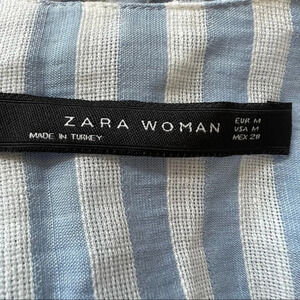 ZARA WOMAN
MADE IN TURKEY
EUR M
USA M
MEX 28